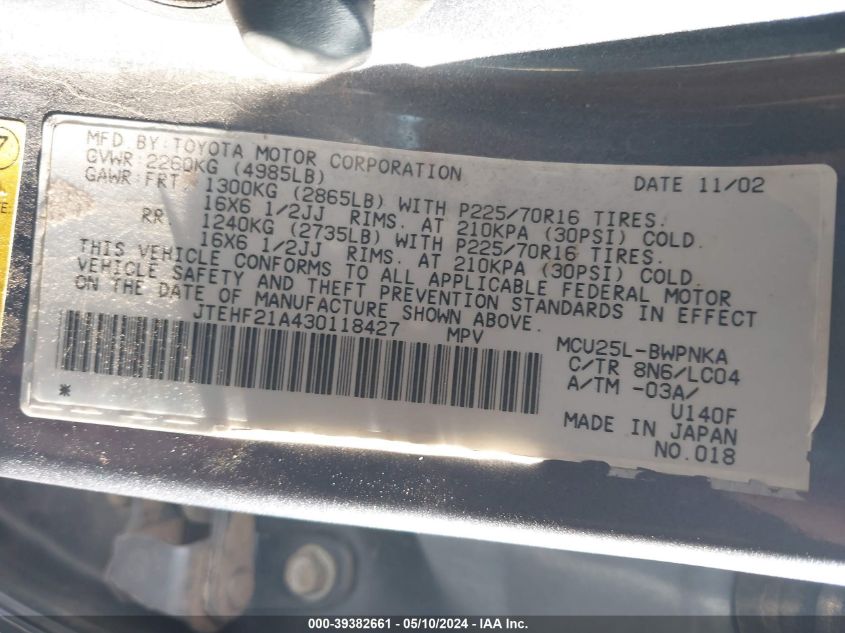 MFD. BY: TOYOTA MOTOR CORPORATION DATE 11/02
GVWR: 2260KG (4985LB)
GAWR: FRT 1300KG (2865LB) WITH P225/70R16 TIRES.
16X6 1/2JJ RIMS. AT 210KPA (30PSI) COLD.
RR 1240KG (2735LB) WITH P225/70R16 TIRES.
16X6 1/2JJ RIMS. AT 210KPA (30PSI) COLD.
THIS VEHICLE CONFORMS TO ALL APPLICABLE FEDERAL MOTOR
VEHICLE SAFETY AND THEFT PREVENTION STANDARDS IN EFFECT
ON THE DATE OF MANUFACTURE SHOWN ABOVE.
JTEHF21A430118427 MPV
MCU25L-BWPNKA
C/TR 8N6/LC04
A/TM -03A/
U140F
MADE IN JAPAN
NO.018
*
7
E
000-39382661 - 05/10/2024 - IAA Inc.